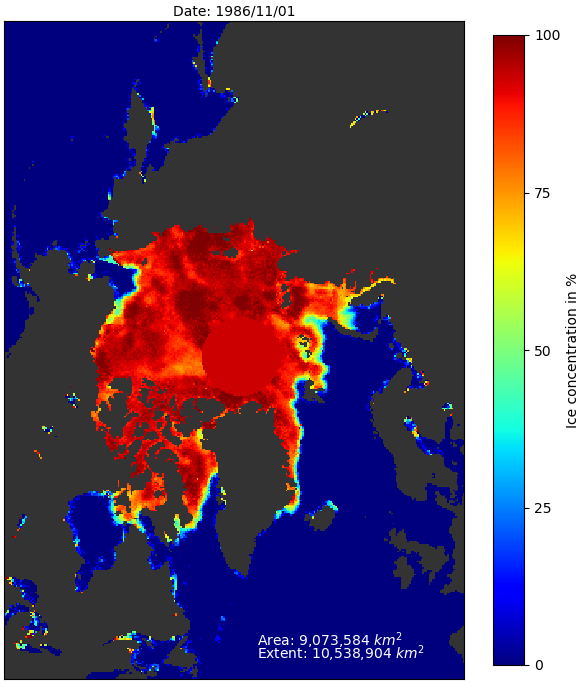 Date: 1986/11/01
100
75
50
25
0
Ice concentration in %
Area: 9,073,584 km²
Extent: 10,538,904 km²